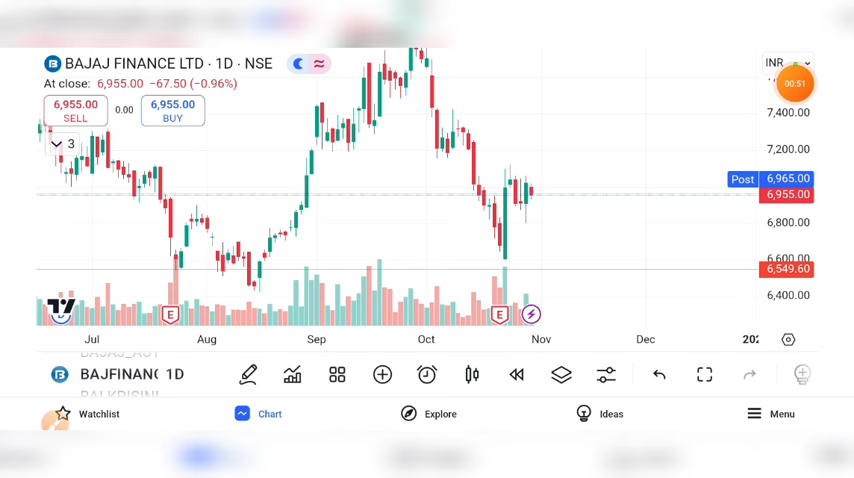 BAJAJ FINANCE LTD · 1D · NSE
INR
00:51
At close: 6,955.00 −67.50 (−0.96%)
6,955.00 SELL
0.00
6,955.00 BUY
3
7,400.00
7,200.00
Post 6,965.00
6,955.00
6,800.00
6,600.00
6,549.60
6,400.00
E
E
Jul
Aug
Sep
Oct
Nov
Dec
BAJFINANC 1D
Watchlist
Chart
Explore
Ideas
Menu